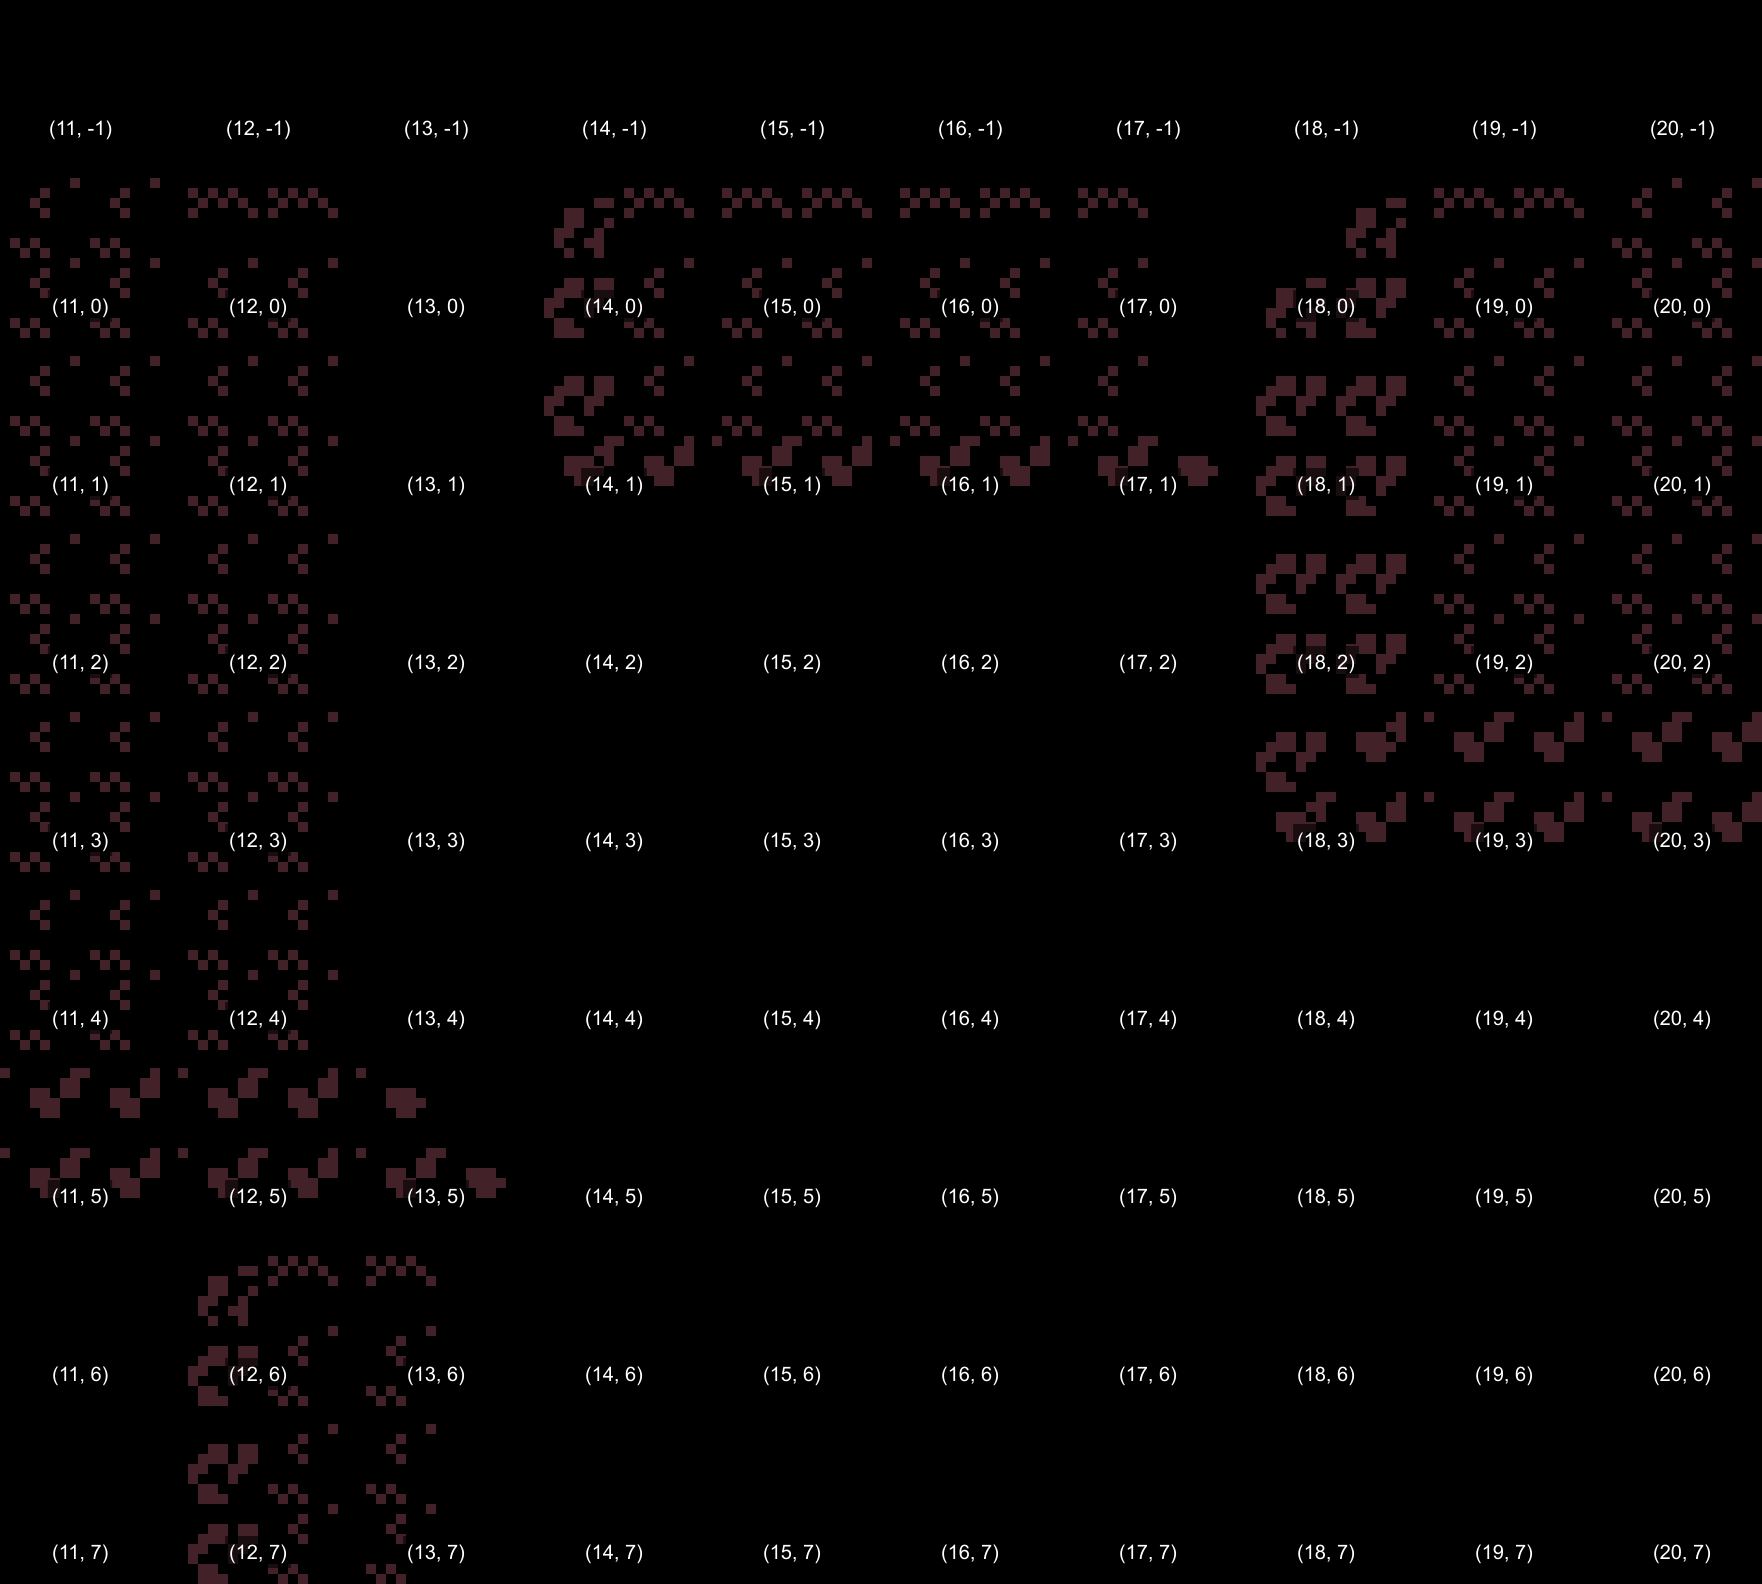 (11, -1) (12, -1) (13, -1) (14, -1) (15, -1) (16, -1) (17, -1) (18, -1) (19, -1) (20, -1)
(11, 0) (12, 0) (13, 0) (14, 0) (15, 0) (16, 0) (17, 0) (18, 0) (19, 0) (20, 0)
(11, 1) (12, 1) (13, 1) (14, 1) (15, 1) (16, 1) (17, 1) (18, 1) (19, 1) (20, 1)
(11, 2) (12, 2) (13, 2) (14, 2) (15, 2) (16, 2) (17, 2) (18, 2) (19, 2) (20, 2)
(11, 3) (12, 3) (13, 3) (14, 3) (15, 3) (16, 3) (17, 3) (18, 3) (19, 3) (20, 3)
(11, 4) (12, 4) (13, 4) (14, 4) (15, 4) (16, 4) (17, 4) (18, 4) (19, 4) (20, 4)
(11, 5) (12, 5) (13, 5) (14, 5) (15, 5) (16, 5) (17, 5) (18, 5) (19, 5) (20, 5)
(11, 6) (12, 6) (13, 6) (14, 6) (15, 6) (16, 6) (17, 6) (18, 6) (19, 6) (20, 6)
(11, 7) (12, 7) (13, 7) (14, 7) (15, 7) (16, 7) (17, 7) (18, 7) (19, 7) (20, 7)